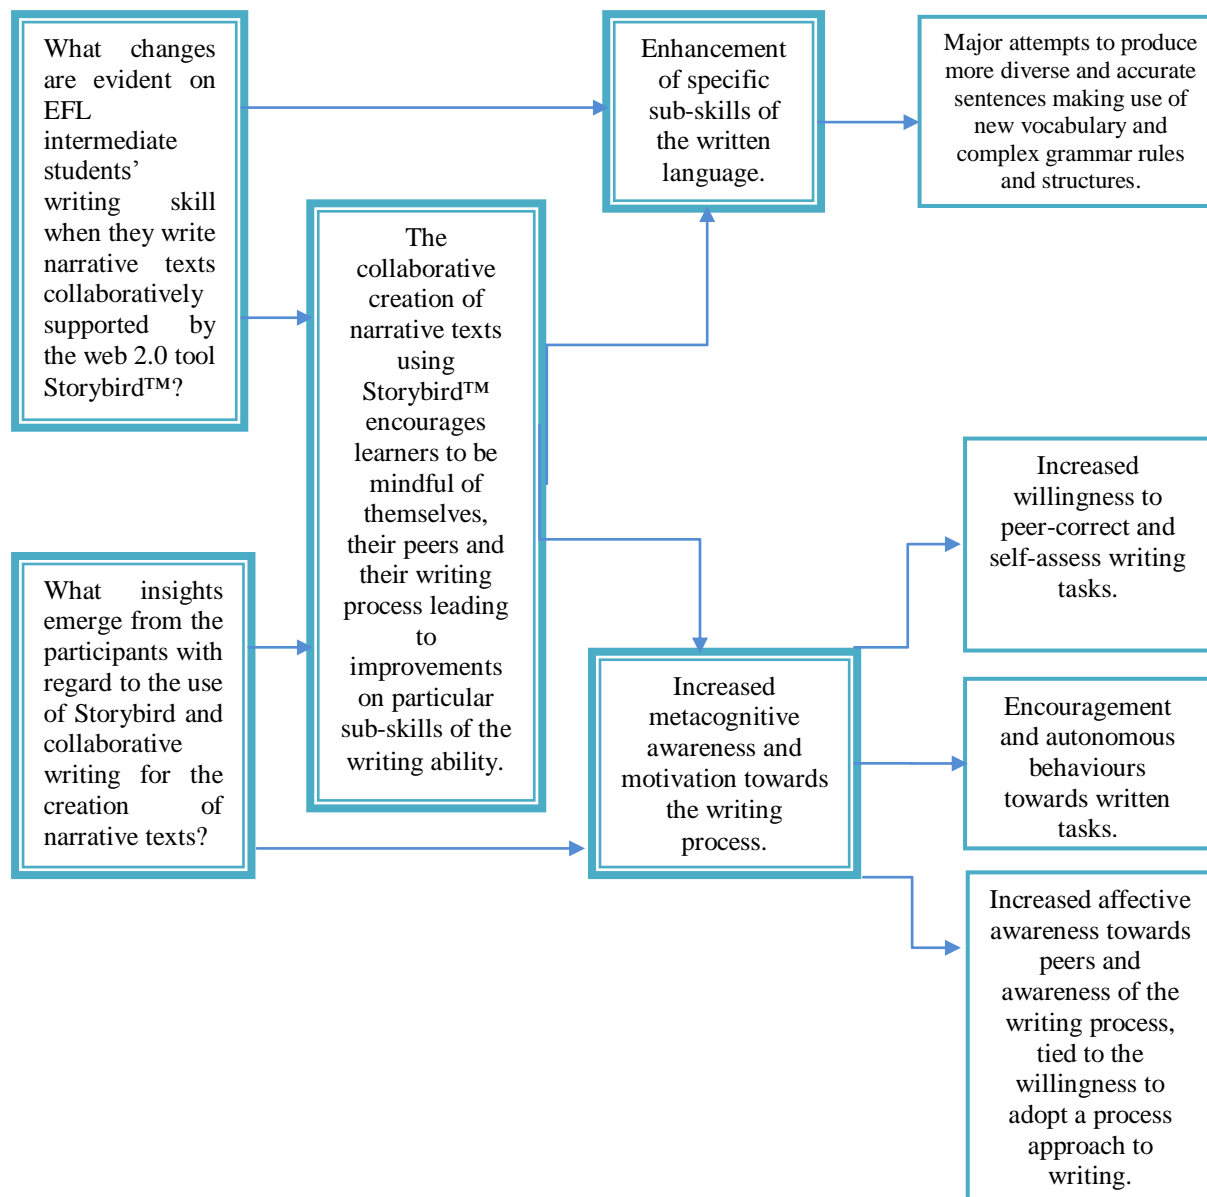 What changes
are evident on
EFL
intermediate
students’
writing skill
when they write
narrative texts
collaboratively
supported by
the web 2.0 tool
Storybird™?
What insights
emerge from the
participants with
regard to the use
of Storybird and
collaborative
writing for the
creation of
narrative texts?
The
collaborative
creation of
narrative texts
using
Storybird™
encourages
learners to be
mindful of
themselves,
their peers and
their writing
process leading
to
improvements
on particular
sub-skills of the
writing ability.
Enhancement
of specific
sub-skills of
the written
language.
Major attempts to produce
more diverse and accurate
sentences making use of
new vocabulary and
complex grammar rules
and structures.
Increased
metacognitive
awareness and
motivation towards
the writing
process.
Increased
willingness to
peer-correct and
self-assess writing
tasks.
Encouragement
and autonomous
behaviours
towards written
tasks.
Increased affective
awareness towards
peers and
awareness of the
writing process,
tied to the
willingness to
adopt a process
approach to
writing.